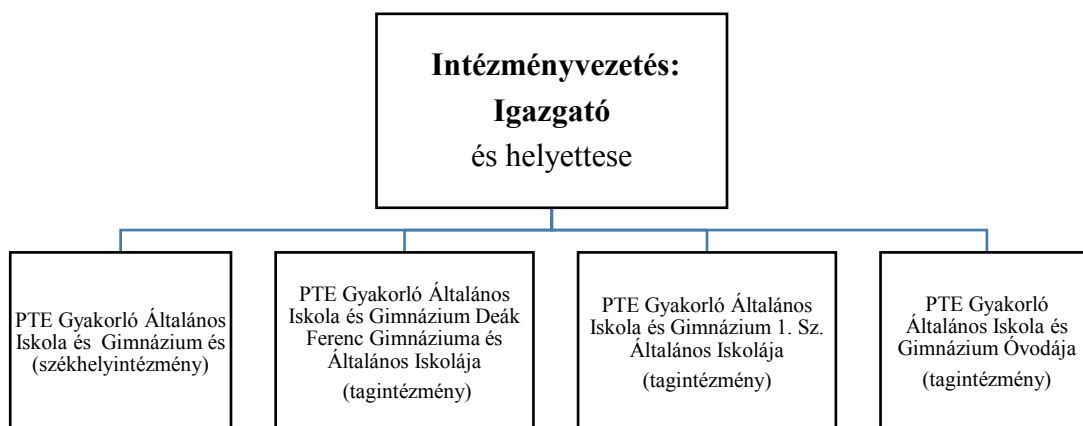 Intézményvezetés:
Igazgató
és helyettese
PTE Gyakorló Általános
Iskola és Gimnázium és
(székhelyintézmény)
PTE Gyakorló Általános
Iskola és Gimnázium Deák
Ferenc Gimnáziuma és
Általános Iskolája
(tagintézmény)
PTE Gyakorló Általános
Iskola és Gimnázium 1. Sz.
Általános Iskolája
(tagintézmény)
PTE Gyakorló
Általános Iskola és
Gimnázium Óvodája
(tagintézmény)